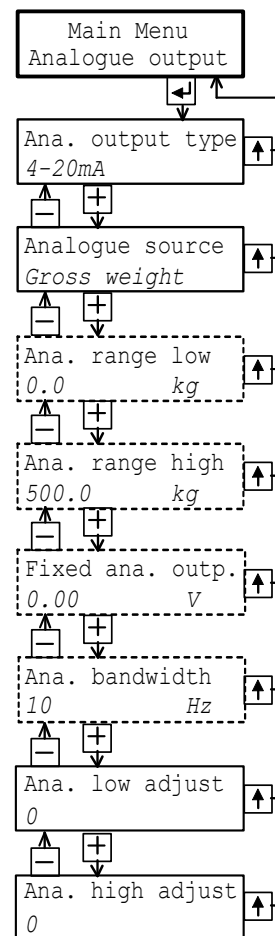 Main Menu
Analogue output
Ana. output type
4-20mA
Analogue source
Gross weight
Ana. range low
0.0 kg
Ana. range high
500.0 kg
Fixed ana. outp.
0.00 V
Ana. bandwidth
10 Hz
Ana. low adjust
0
Ana. high adjust
0